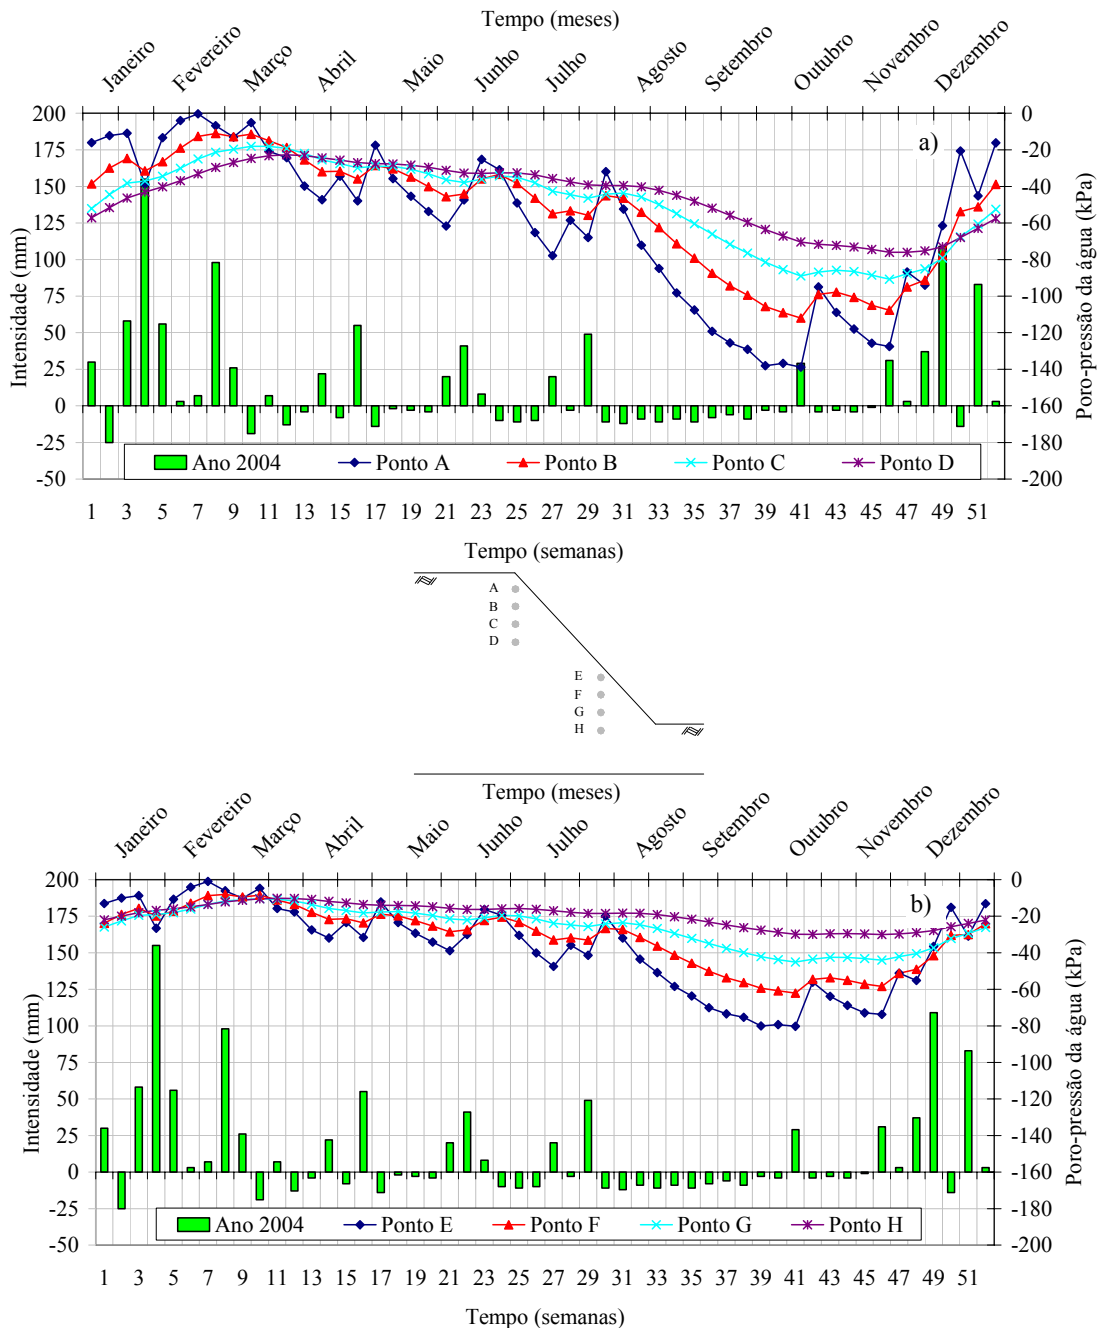 Tempo (meses)
Janeiro Fevereiro Março Abril Maio Junho Julho Agosto Setembro Outubro Novembro Dezembro
200 0
175 -20
150 -40
125 -60
100 -80
75 -100
50 -120
25 -140
0 -160
-25 -180
-50 -200
Intensidade (mm)
Poro-pressão da água (kPa)
a)
Ano 2004 Ponto A Ponto B Ponto C Ponto D
1 3 5 7 9 11 13 15 17 19 21 23 25 27 29 31 33 35 37 39 41 43 45 47 49 51
Tempo (semanas)
A
B
C
D
E
F
G
H
Tempo (meses)
Janeiro Fevereiro Março Abril Maio Junho Julho Agosto Setembro Outubro Novembro Dezembro
200 0
175 -20
150 -40
125 -60
100 -80
75 -100
50 -120
25 -140
0 -160
-25 -180
-50 -200
Intensidade (mm)
Poro-pressão da água (kPa)
b)
Ano 2004 Ponto E Ponto F Ponto G Ponto H
1 3 5 7 9 11 13 15 17 19 21 23 25 27 29 31 33 35 37 39 41 43 45 47 49 51
Tempo (semanas)